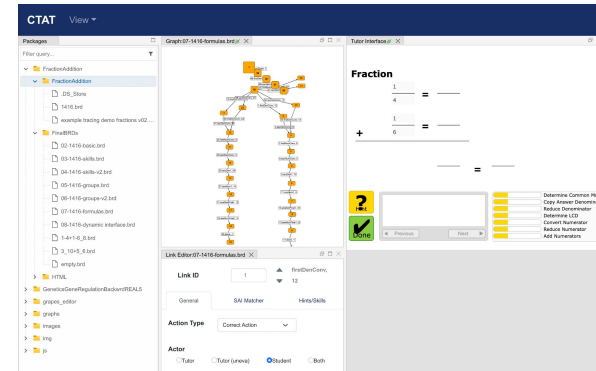 CTAT View
Packages
Filter query...
FractionAddition
FractionAddition
.DS_Store
1416.brd
example tracing demo fractions v02....
FinalBRDs
02-1416-basic.brd
03-1416-skills.brd
04-1416-skills-v2.brd
05-1416-groups.brd
06-1416-groups-v2.brd
07-1416-formulas.brd
08-1416-dynamic interface.brd
1-4+1-6_8.brd
3_10+5_6.brd
empty.brd
HTML
GeneticsGeneRegulationBackwrdREAL5
grapes_editor
graphs
images
img
js
Graph:07-1416-formulas.brd
Link Editor:07-1416-formulas.brd
Link ID 1 firstDenConv.
12
General SAI Matcher Hints/Skills
Action Type Correct Action
Actor
Tutor Tutor (uneva) Student Both
Tutor Interface
Fraction
1
4 =
1
+ 6 =
=
? Hint
Done
Previous Next
Determine Common Mu
Copy Answer Denomina
Reduce Denominator
Determine LCD
Convert Numerator
Reduce Numerator
Add Numerators